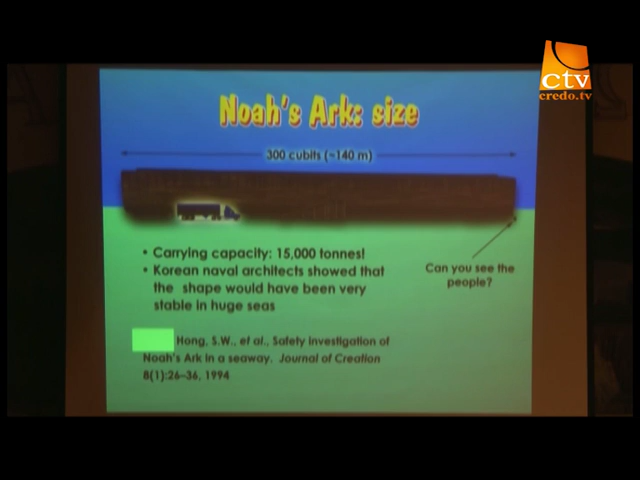 ctv
credo.tv
Noah's Ark: size
300 cubits (~140 m)
• Carrying capacity: 15,000 tonnes!
• Korean naval architects showed that
the shape would have been very
stable in huge seas
Can you see the
people?
Hong, S.W., et al., Safety investigation of
Noah's Ark in a seaway. Journal of Creation
8(1):26–36, 1994